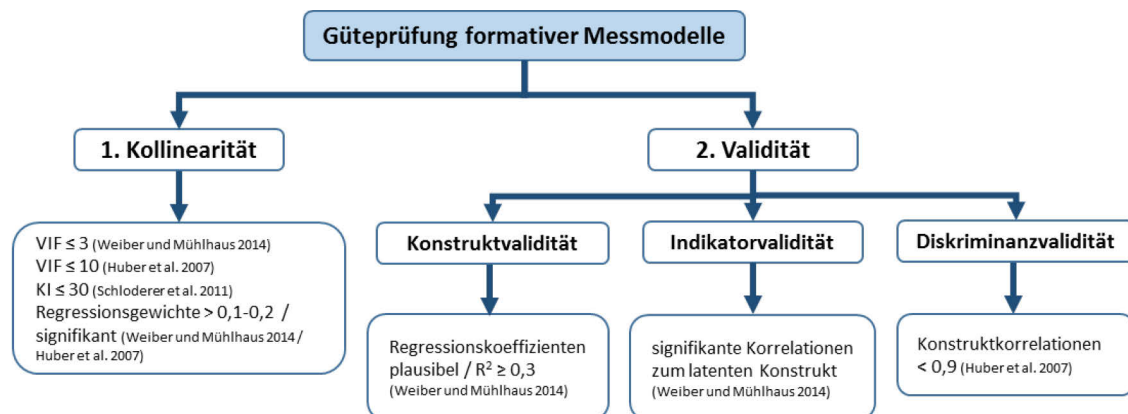 Güteprüfung formativer Messmodelle
1. Kollinearität
2. Validität
VIF ≤ 3 (Weiber und Mühlhaus 2014)
VIF ≤ 10 (Huber et al. 2007)
KI ≤ 30 (Schloderer et al. 2011)
Regressionsgewichte > 0,1-0,2 /
signifikant (Weiber und Mühlhaus 2014 /
Huber et al. 2007)
Konstruktvalidität
Indikatorvalidität
Diskriminanzvalidität
Regressionskoeffizienten
plausibel / R² ≥ 0,3
(Weiber und Mühlhaus 2014)
signifikante Korrelationen
zum latenten Konstrukt
(Weiber und Mühlhaus 2014)
Konstruktkorrelationen
< 0,9 (Huber et al. 2007)